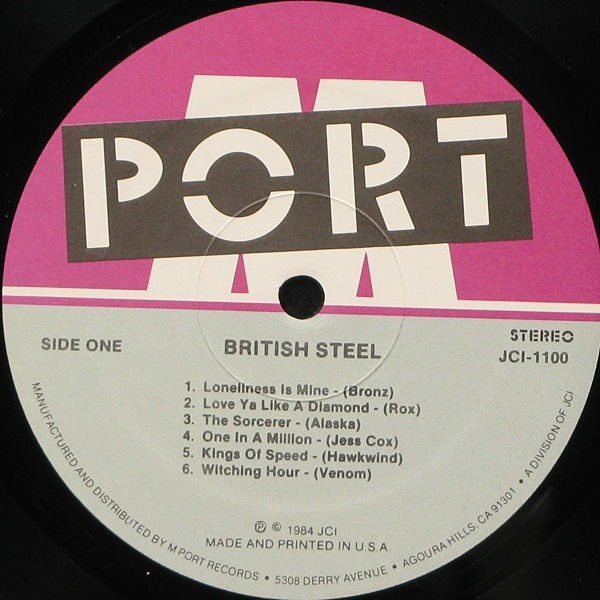 M
PORT
SIDE ONE
BRITISH STEEL
STEREO
JCI-1100
1. Loneliness Is Mine - (Bronz)
2. Love Ya Like A Diamond - (Rox)
3. The Sorcerer - (Alaska)
4. One In A Million - (Jess Cox)
5. Kings Of Speed - (Hawkwind)
6. Witching Hour - (Venom)
℗ © 1984 JCI
MADE AND PRINTED IN U.S.A
MANUFACTURED AND DISTRIBUTED BY M PORT RECORDS • 5308 DERRY AVENUE • AGOURA HILLS, CA 91301 • A DIVISION OF JCI